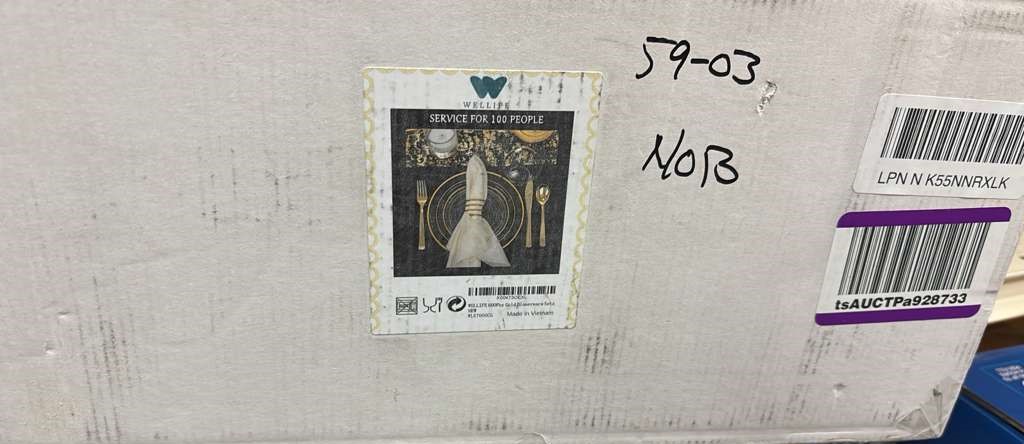 59-03
NOB
WELLIFE
SERVICE FOR 100 PEOPLE
Made in Vietnam
LPN N K55NNRXLK
tsAUCTPa928733